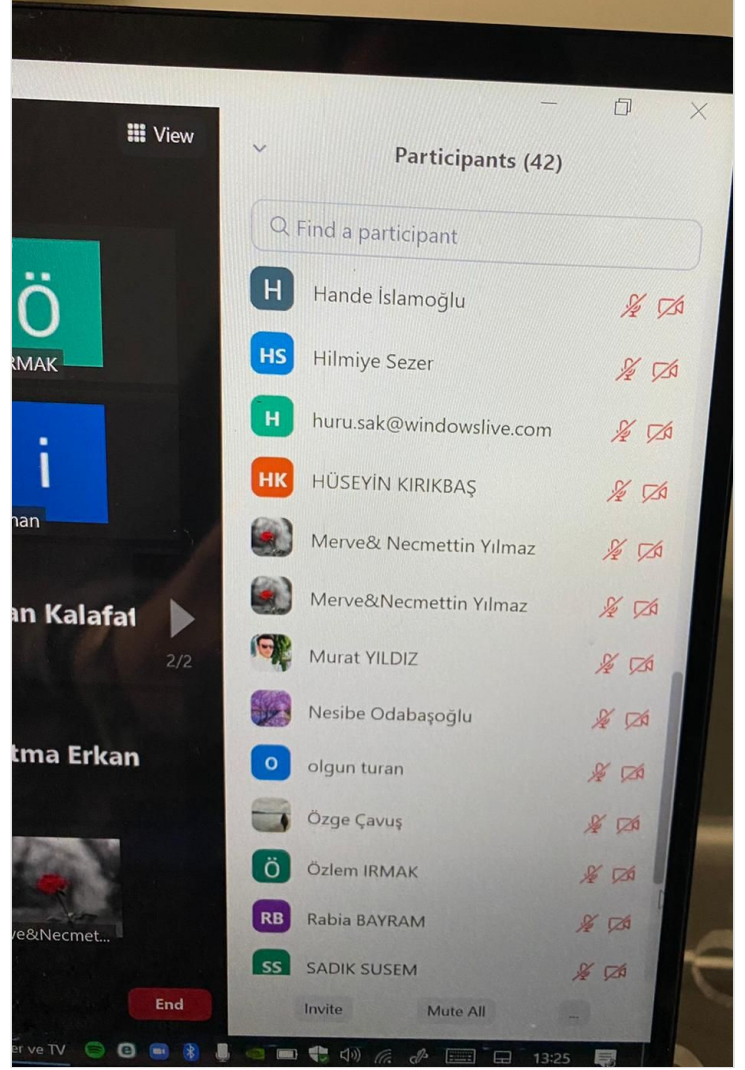 View
Participants (42)
Find a participant
Ö
RMAK
i
nan
an Kalafat
2/2
tma Erkan
ve&Necmet...
End
H Hande İslamoğlu
HS Hilmiye Sezer
H huru.sak@windowslive.com
HK HÜSEYİN KIRIKBAŞ
Merve& Necmettin Yılmaz
Merve&Necmettin Yılmaz
Murat YILDIZ
Nesibe Odabaşoğlu
O olgun turan
Özge Çavuş
Ö Özlem IRMAK
RB Rabia BAYRAM
SS SADIK SUSEM
Invite Mute All ...
er ve TV 13:25